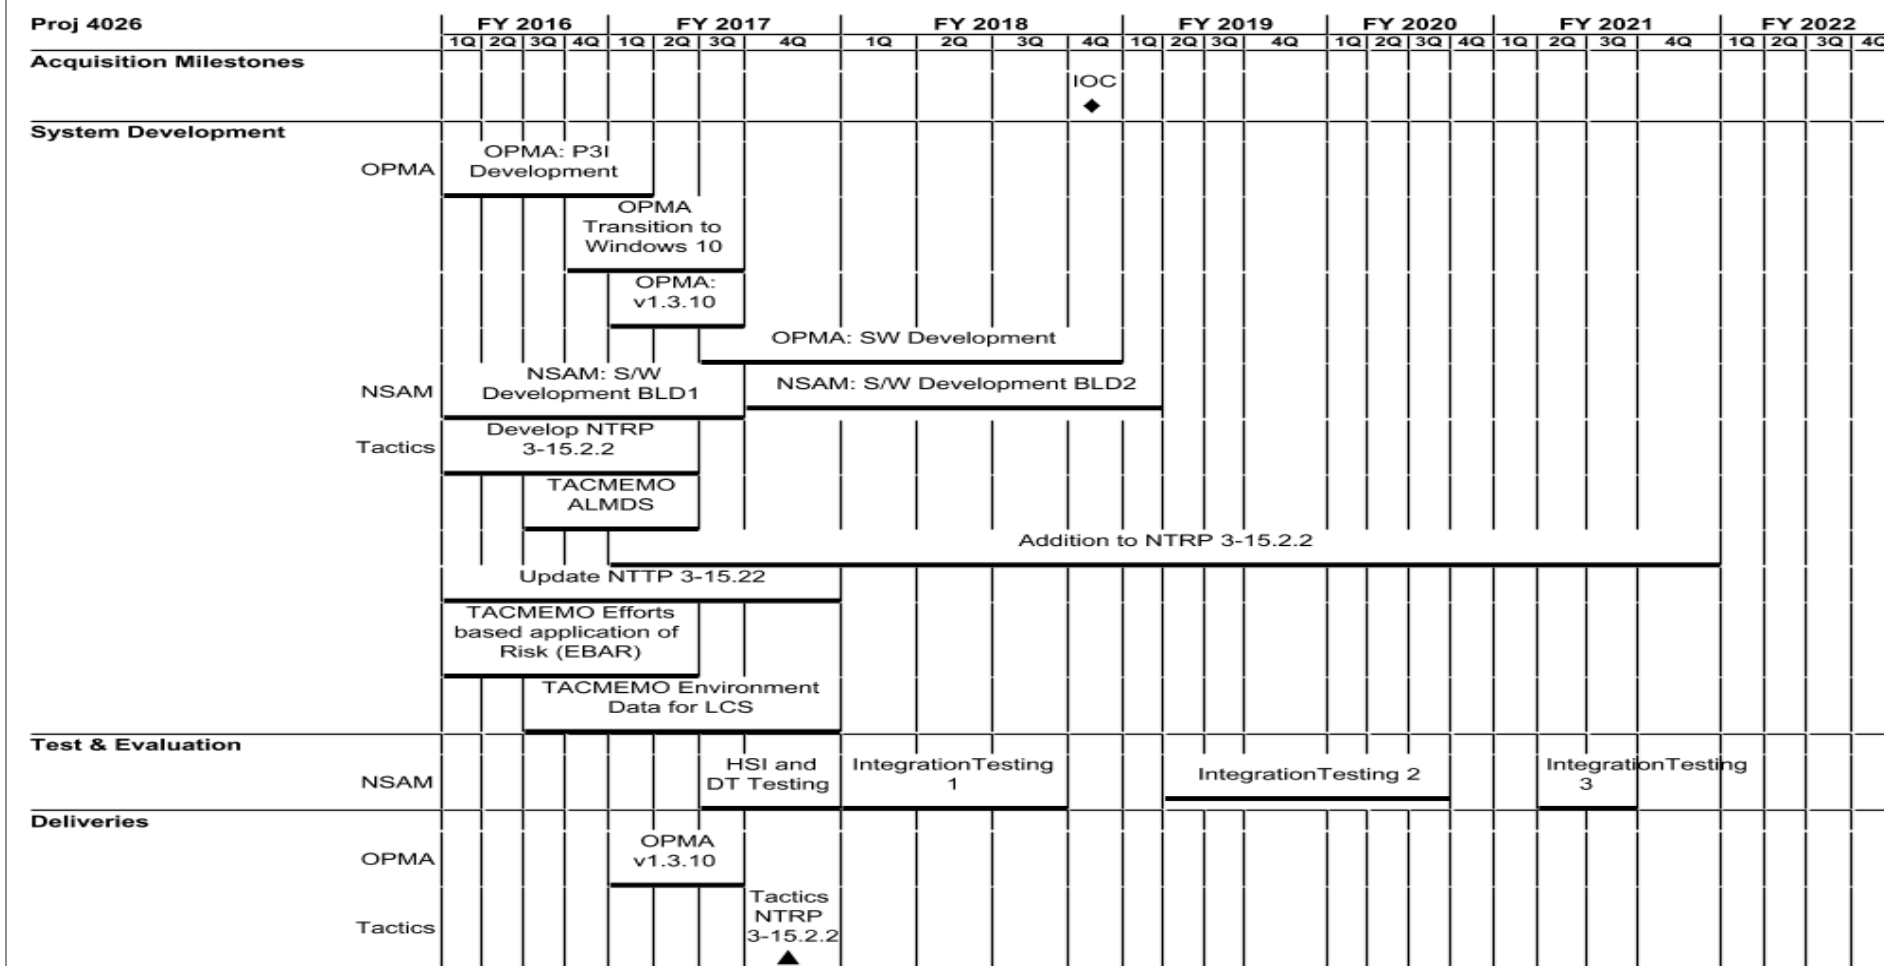 Proj 4026 FY 2016 FY 2017 FY 2018 FY 2019 FY 2020 FY 2021 FY 2022
1Q 2Q 3Q 4Q 1Q 2Q 3Q 4Q 1Q 2Q 3Q 4Q 1Q 2Q 3Q 4Q 1Q 2Q 3Q 4Q 1Q 2Q 3Q 4Q 1Q 2Q 3Q 4Q
Acquisition Milestones
IOC
System Development
OPMA
OPMA: P3I
Development
OPMA
Transition to
Windows 10
OPMA:
v1.3.10
OPMA: SW Development
NSAM
NSAM: S/W
Development BLD1
NSAM: S/W Development BLD2
Tactics
Develop NTRP
3-15.2.2
TACMEMO
ALMDS
Addition to NTRP 3-15.2.2
Update NTTP 3-15.22
TACMEMO Efforts
based application of
Risk (EBAR)
TACMEMO Environment
Data for LCS
Test & Evaluation
NSAM
HSI and
DT Testing
IntegrationTesting
1
IntegrationTesting 2
IntegrationTesting
3
Deliveries
OPMA
OPMA
v1.3.10
Tactics
Tactics
NTRP
3-15.2.2